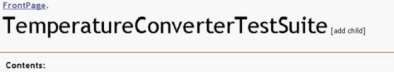 FrontPage.
TemperatureConverterTestSuite [add child]
Contents: